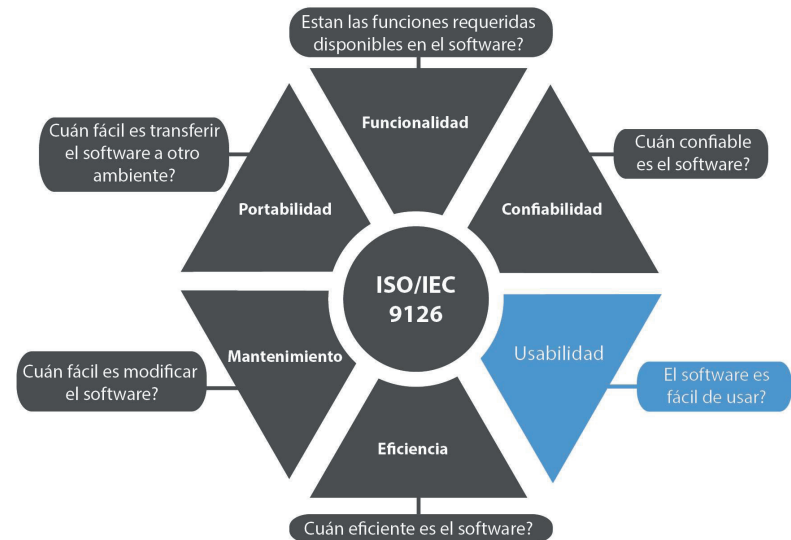 Estan las funciones requeridas
disponibles en el software?
Funcionalidad
Cuán fácil es transferir
el software a otro
ambiente?
Portabilidad
Cuán confiable
es el software?
Confiabilidad
ISO/IEC
9126
Mantenimiento
Cuán fácil es modificar
el software?
Usabilidad
El software es
fácil de usar?
Eficiencia
Cuán eficiente es el software?